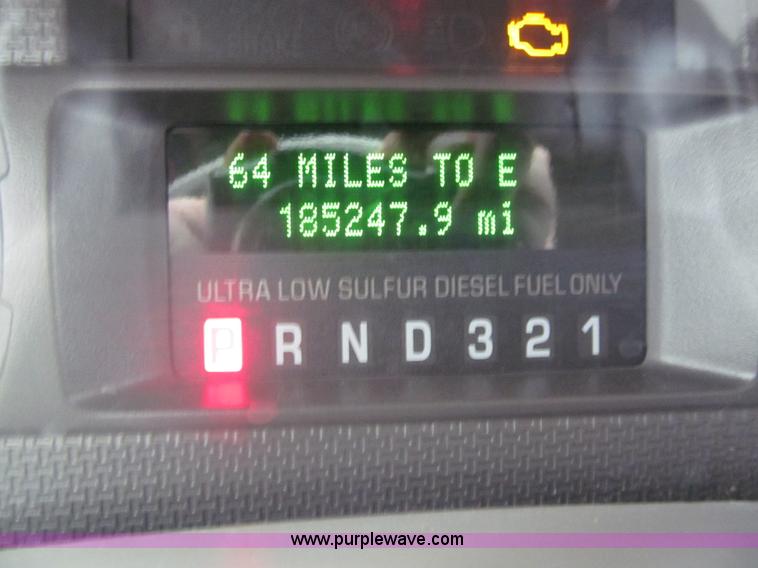 64 MILES TO E
185247.9 mi
ULTRA LOW SULFUR DIESEL FUEL ONLY
P R N D 3 2 1
www.purplewave.com